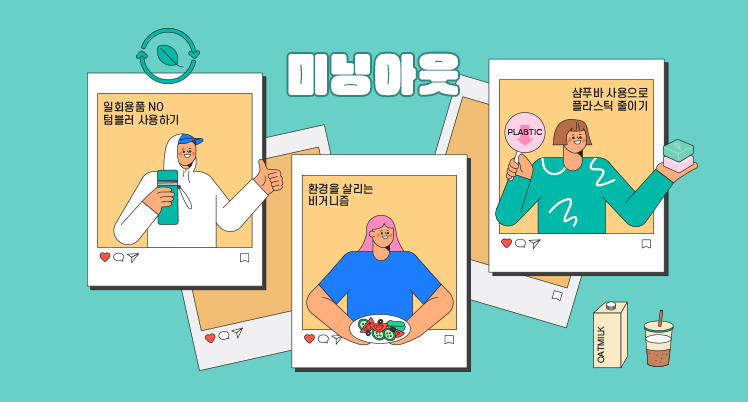 미닝아웃
일회용품 NO
텀블러 사용하기
환경을 살리는
비거니즘
샴푸바 사용으로
플라스틱 줄이기
PLASTIC
OATMILK